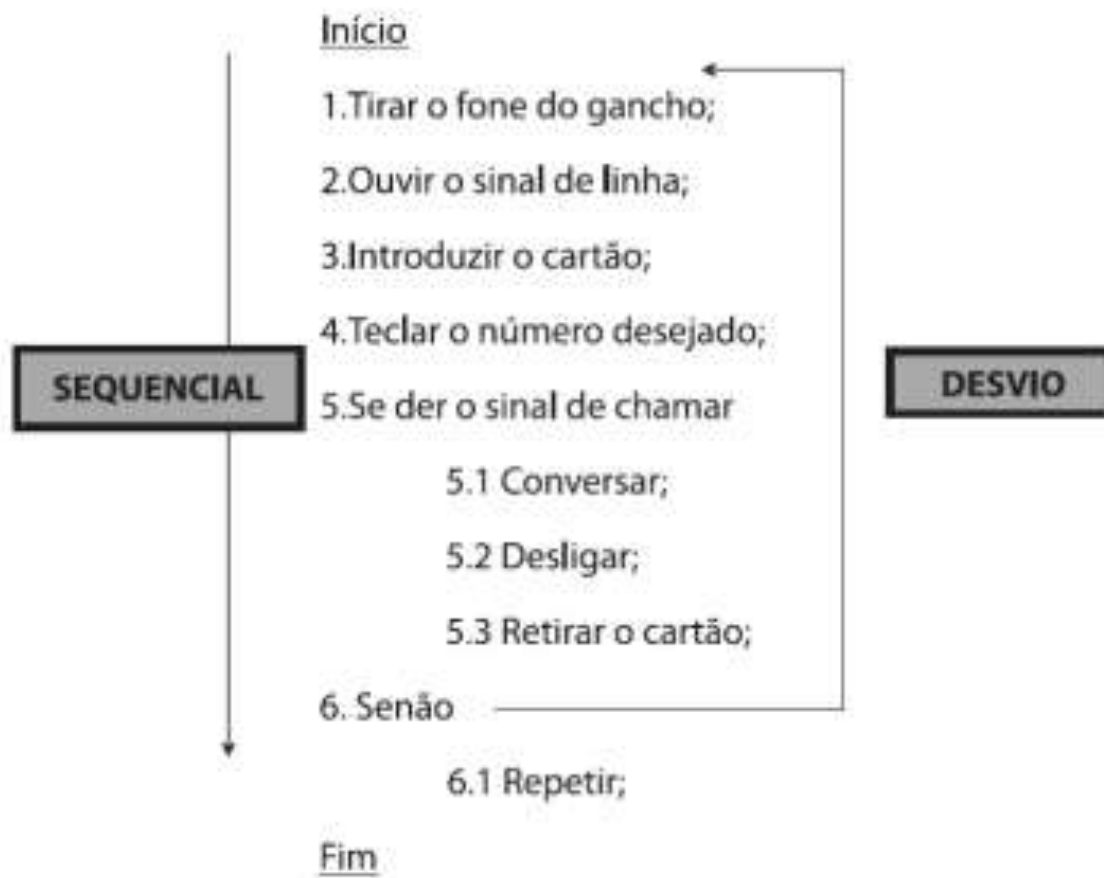 Início
1.Tirar o fone do gancho;
2.Ouvir o sinal de linha;
3.Introduzir o cartão;
4.Teclar o número desejado;
SEQUENCIAL
DESVIO
5.Se der o sinal de chamar
5.1 Conversar;
5.2 Desligar;
5.3 Retirar o cartão;
6. Senão
6.1 Repetir;
Fim